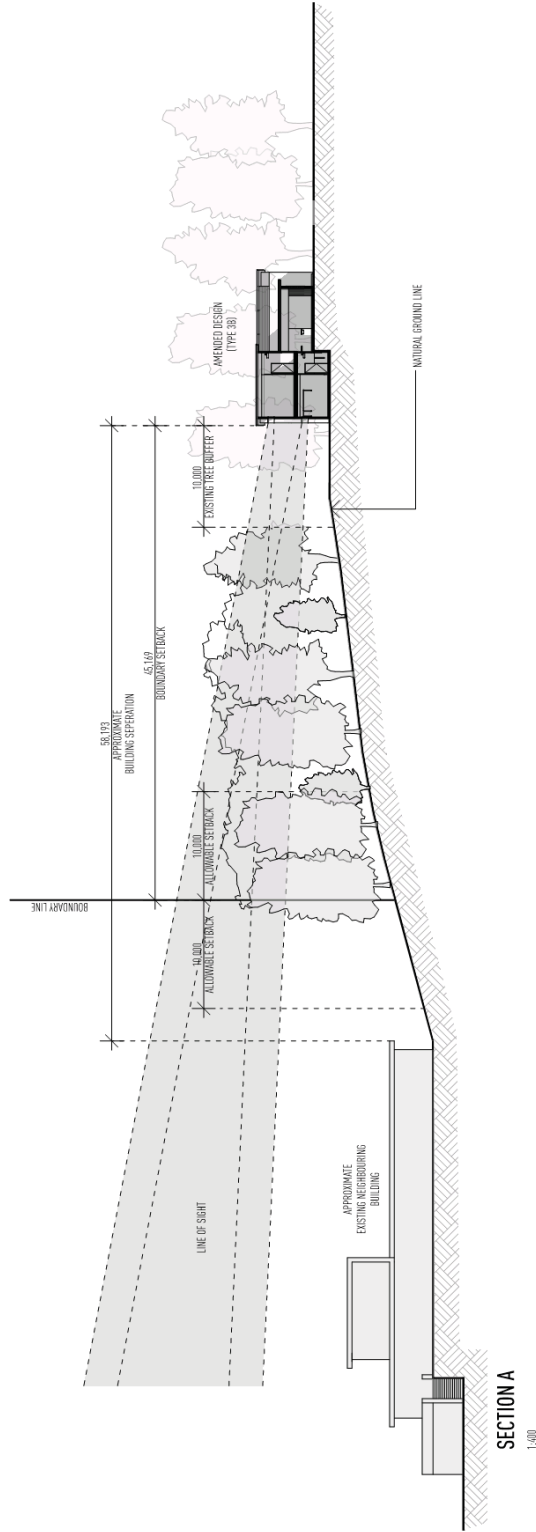 AMENDED DESIGN
(TYPE 3B)
NATURAL GROUND LINE
10,000
EXISTING TREE BUFFER
45,169
BOUNDARY SETBACK
58,193
APPROXIMATE
BUILDING SEPERATION
10,000
ALLOWABLE SETBACK
BOUNDARY LINE
10,000
ALLOWABLE SETBACK
LINE OF SIGHT
APPROXIMATE
EXISTING NEIGHBOURING
BUILDING
SECTION A
1:400